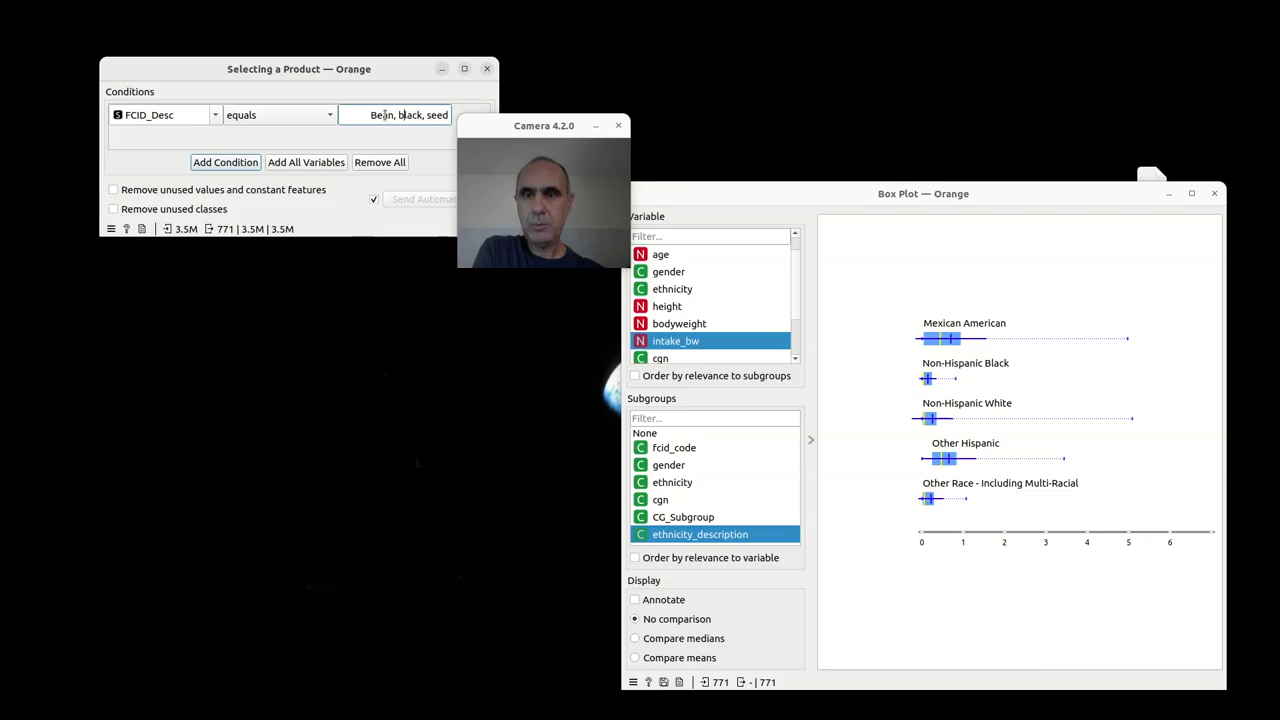 Selecting a Product — Orange
Conditions
S FCID_Desc
equals
Bean, black, seed
Add Condition
Add All Variables
Remove All
Remove unused values and constant features
Remove unused classes
Send Automat
3.5M
771 | 3.5M | 3.5M
Camera 4.2.0
Box Plot — Orange
Variable
Filter...
N age
C gender
C ethnicity
N height
N bodyweight
N intake_bw
C cgn
Order by relevance to subgroups
Subgroups
Filter...
None
C fcid_code
C gender
C ethnicity
C cgn
C CG_Subgroup
C ethnicity_description
Order by relevance to variable
Display
Annotate
No comparison
Compare medians
Compare means
771
- | 771
Mexican American
Non-Hispanic Black
Non-Hispanic White
Other Hispanic
Other Race - Including Multi-Racial
0 1 2 3 4 5 6